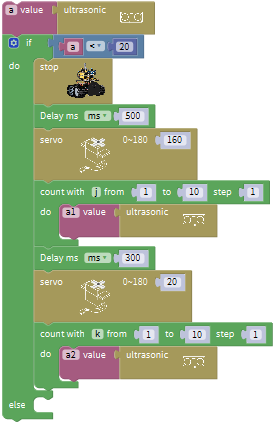 a value ultrasonic
if a < 20
do stop
Delay ms ms 500
servo 0~180 160
count with j from 1 to 10 step 1
do a1 value ultrasonic
Delay ms ms 300
servo 0~180 20
count with k from 1 to 10 step 1
do a2 value ultrasonic
else